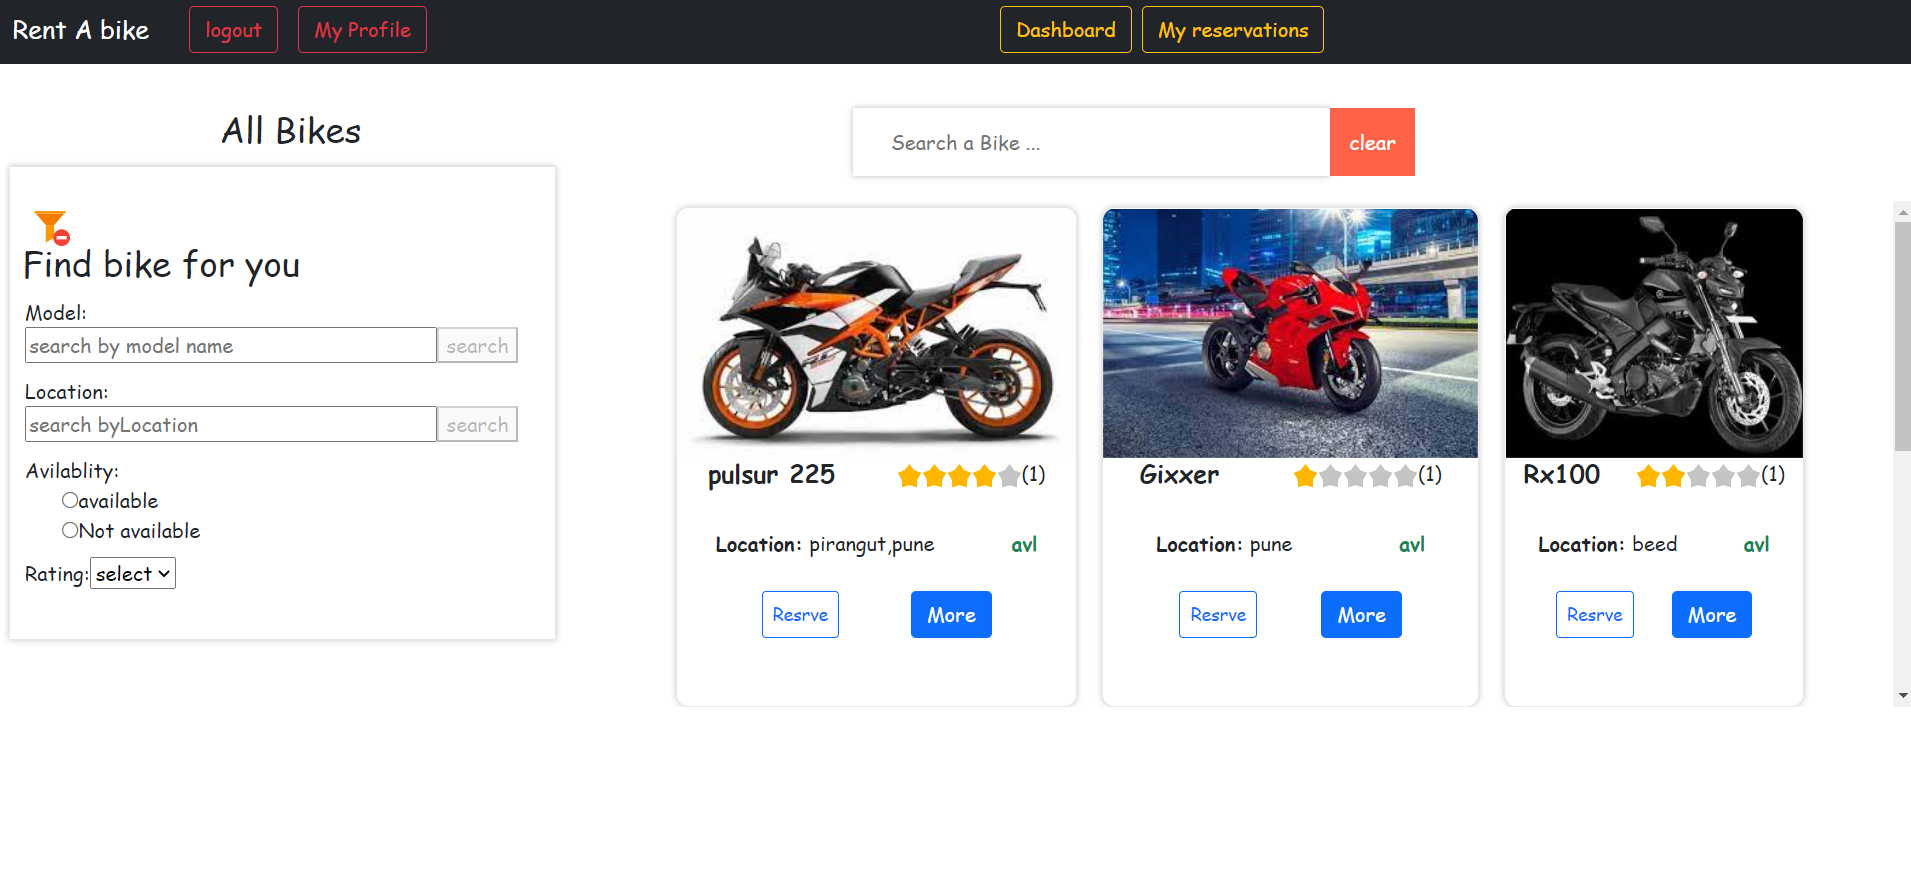 Rent A bike logout My Profile Dashboard My reservations
All Bikes
Search a Bike ... clear
Find bike for you
Model:
search by model name search
Location:
search byLocation search
Avilablity:
available
Not available
Rating: select
pulsur 225 (1)
Location: pirangut,pune avl
Resrve More
Gixxer (1)
Location: pune avl
Resrve More
Rx100 (1)
Location: beed avl
Resrve More